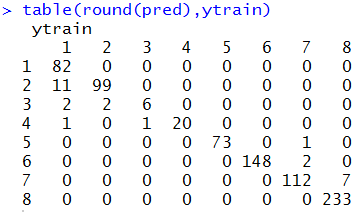 > table(round(pred),ytrain)
ytrain
1 2 3 4 5 6 7 8
1 82 0 0 0 0 0 0 0
2 11 99 0 0 0 0 0 0
3 2 2 6 0 0 0 0 0
4 1 0 1 20 0 0 0 0
5 0 0 0 0 73 0 1 0
6 0 0 0 0 0 148 2 0
7 0 0 0 0 0 0 112 7
8 0 0 0 0 0 0 0 233